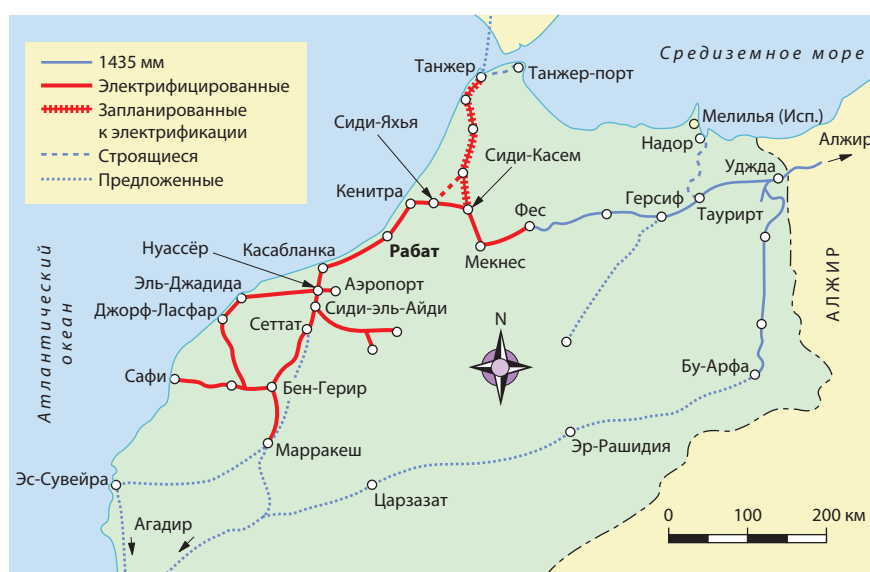 1435 мм
Электрифицированные
Запланированные
к электрификации
Строящиеся
Предложенные
Средиземное море
Танжер
Танжер-порт
Мелилья (Исп.)
Сиди-Яхья
Надор
Алжир
Сиди-Касем
Уджда
Кенитра
Герсиф
Фес
Таурирт
Нуассёр
Касабланка
Рабат
Мекнес
Атлантический
океан
Эль-Джадида
Аэропорт
АЛЖИР
Джорф-Ласфар
Сиди-эль-Айди
Сеттат
N
Сафи
Бен-Герир
Бу-Арфа
Марракеш
Эр-Рашидия
Эс-Сувейра
Царзазат
Агадир
0 100 200 км